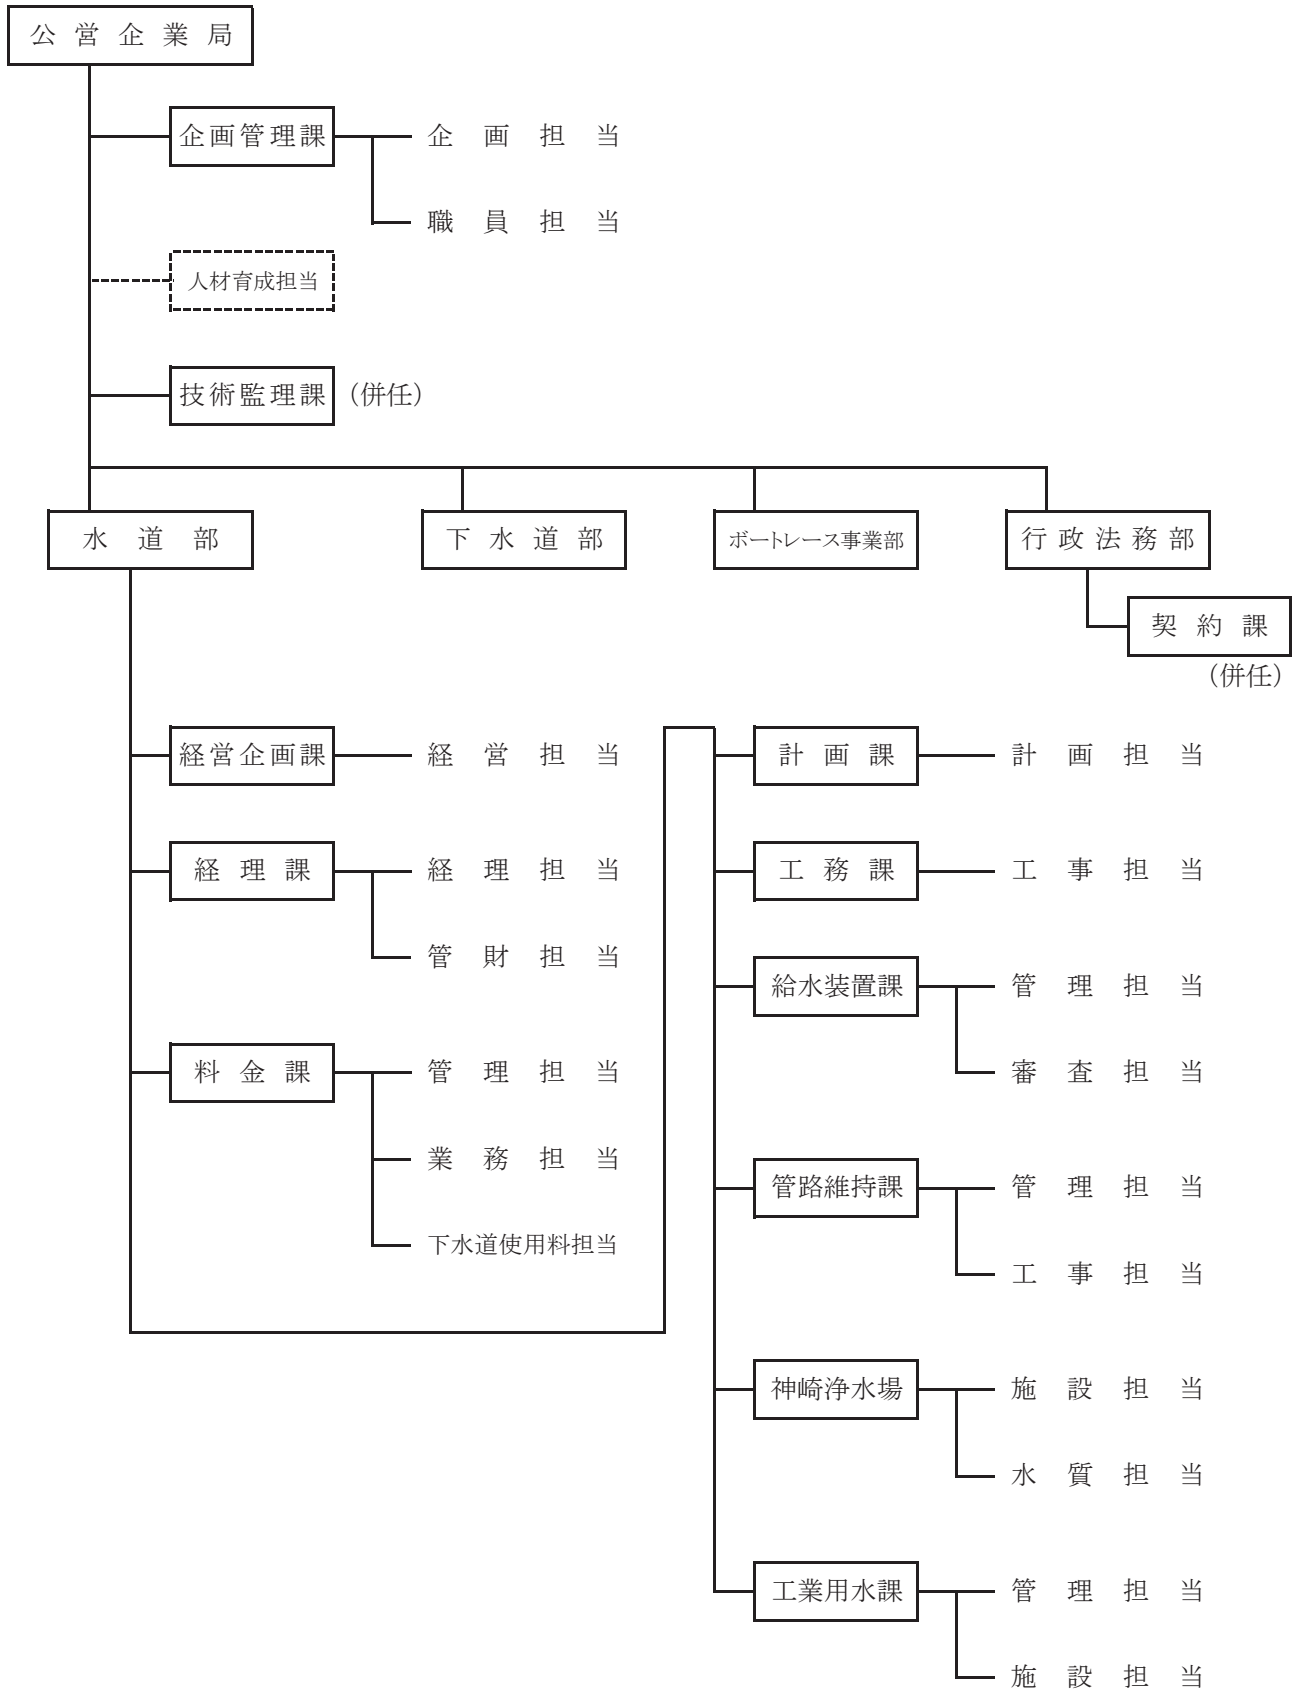 公営企業局
企画管理課
企画担当
職員担当
人材育成担当
技術監理課（併任）
水道部
下水道部
ボートレース事業部
行政法務部
契約課
（併任）
経営企画課
経営担当
経理課
経理担当
管財担当
料金課
管理担当
業務担当
下水道使用料担当
計画課
計画担当
工務課
工事担当
給水装置課
管理担当
審査担当
管路維持課
管理担当
工事担当
神崎浄水場
施設担当
水質担当
工業用水課
管理担当
施設担当